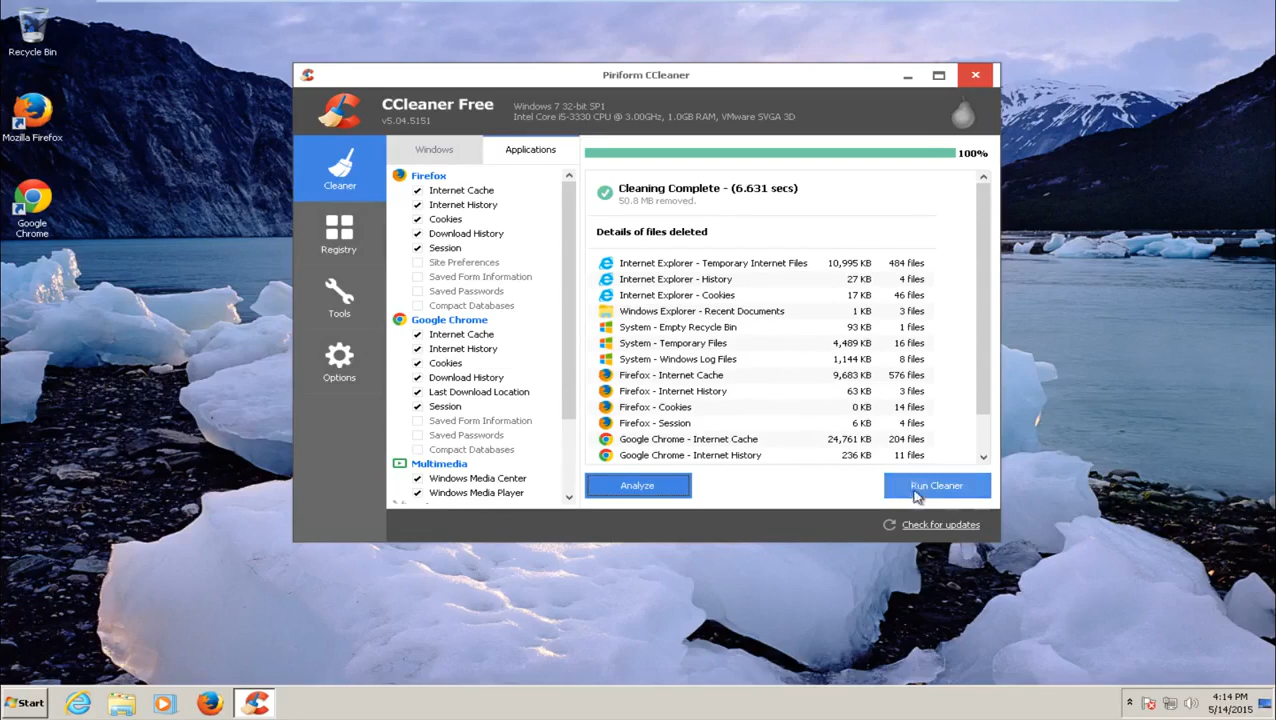 Recycle Bin
Mozilla Firefox
Google
Chrome
Piriform CCleaner
CCleaner Free
v5.04.5151
Windows 7 32-bit SP1
Intel Core i5-3330 CPU @ 3.00GHz, 1.0GB RAM, VMware SVGA 3D
Cleaner
Registry
Tools
Options
Windows
Applications
Firefox
Internet Cache
Internet History
Cookies
Download History
Session
Site Preferences
Saved Form Information
Saved Passwords
Compact Databases
Google Chrome
Internet Cache
Internet History
Cookies
Download History
Last Download Location
Session
Saved Form Information
Saved Passwords
Compact Databases
Multimedia
Windows Media Center
Windows Media Player
100%
Cleaning Complete - (6.631 secs)
50.8 MB removed.
Details of files deleted
Internet Explorer - Temporary Internet Files 10,995 KB 484 files
Internet Explorer - History 27 KB 4 files
Internet Explorer - Cookies 17 KB 46 files
Windows Explorer - Recent Documents 1 KB 3 files
System - Empty Recycle Bin 93 KB 1 files
System - Temporary Files 4,489 KB 16 files
System - Windows Log Files 1,144 KB 8 files
Firefox - Internet Cache 9,683 KB 576 files
Firefox - Internet History 63 KB 3 files
Firefox - Cookies 0 KB 14 files
Firefox - Session 6 KB 4 files
Google Chrome - Internet Cache 24,761 KB 204 files
Google Chrome - Internet History 236 KB 11 files
Analyze
Run Cleaner
Check for updates
Start
4:14 PM
5/14/2015